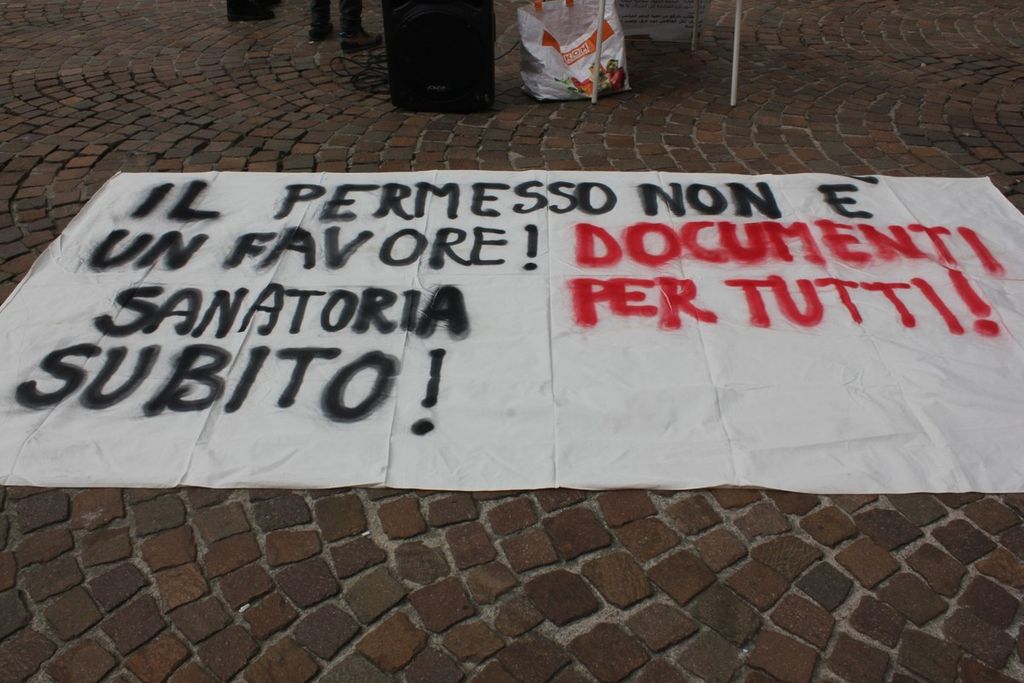 IL PERMESSO NON È
UN FAVORE! DOCUMENTI
PER TUTTI!
SANATORIA
SUBITO!